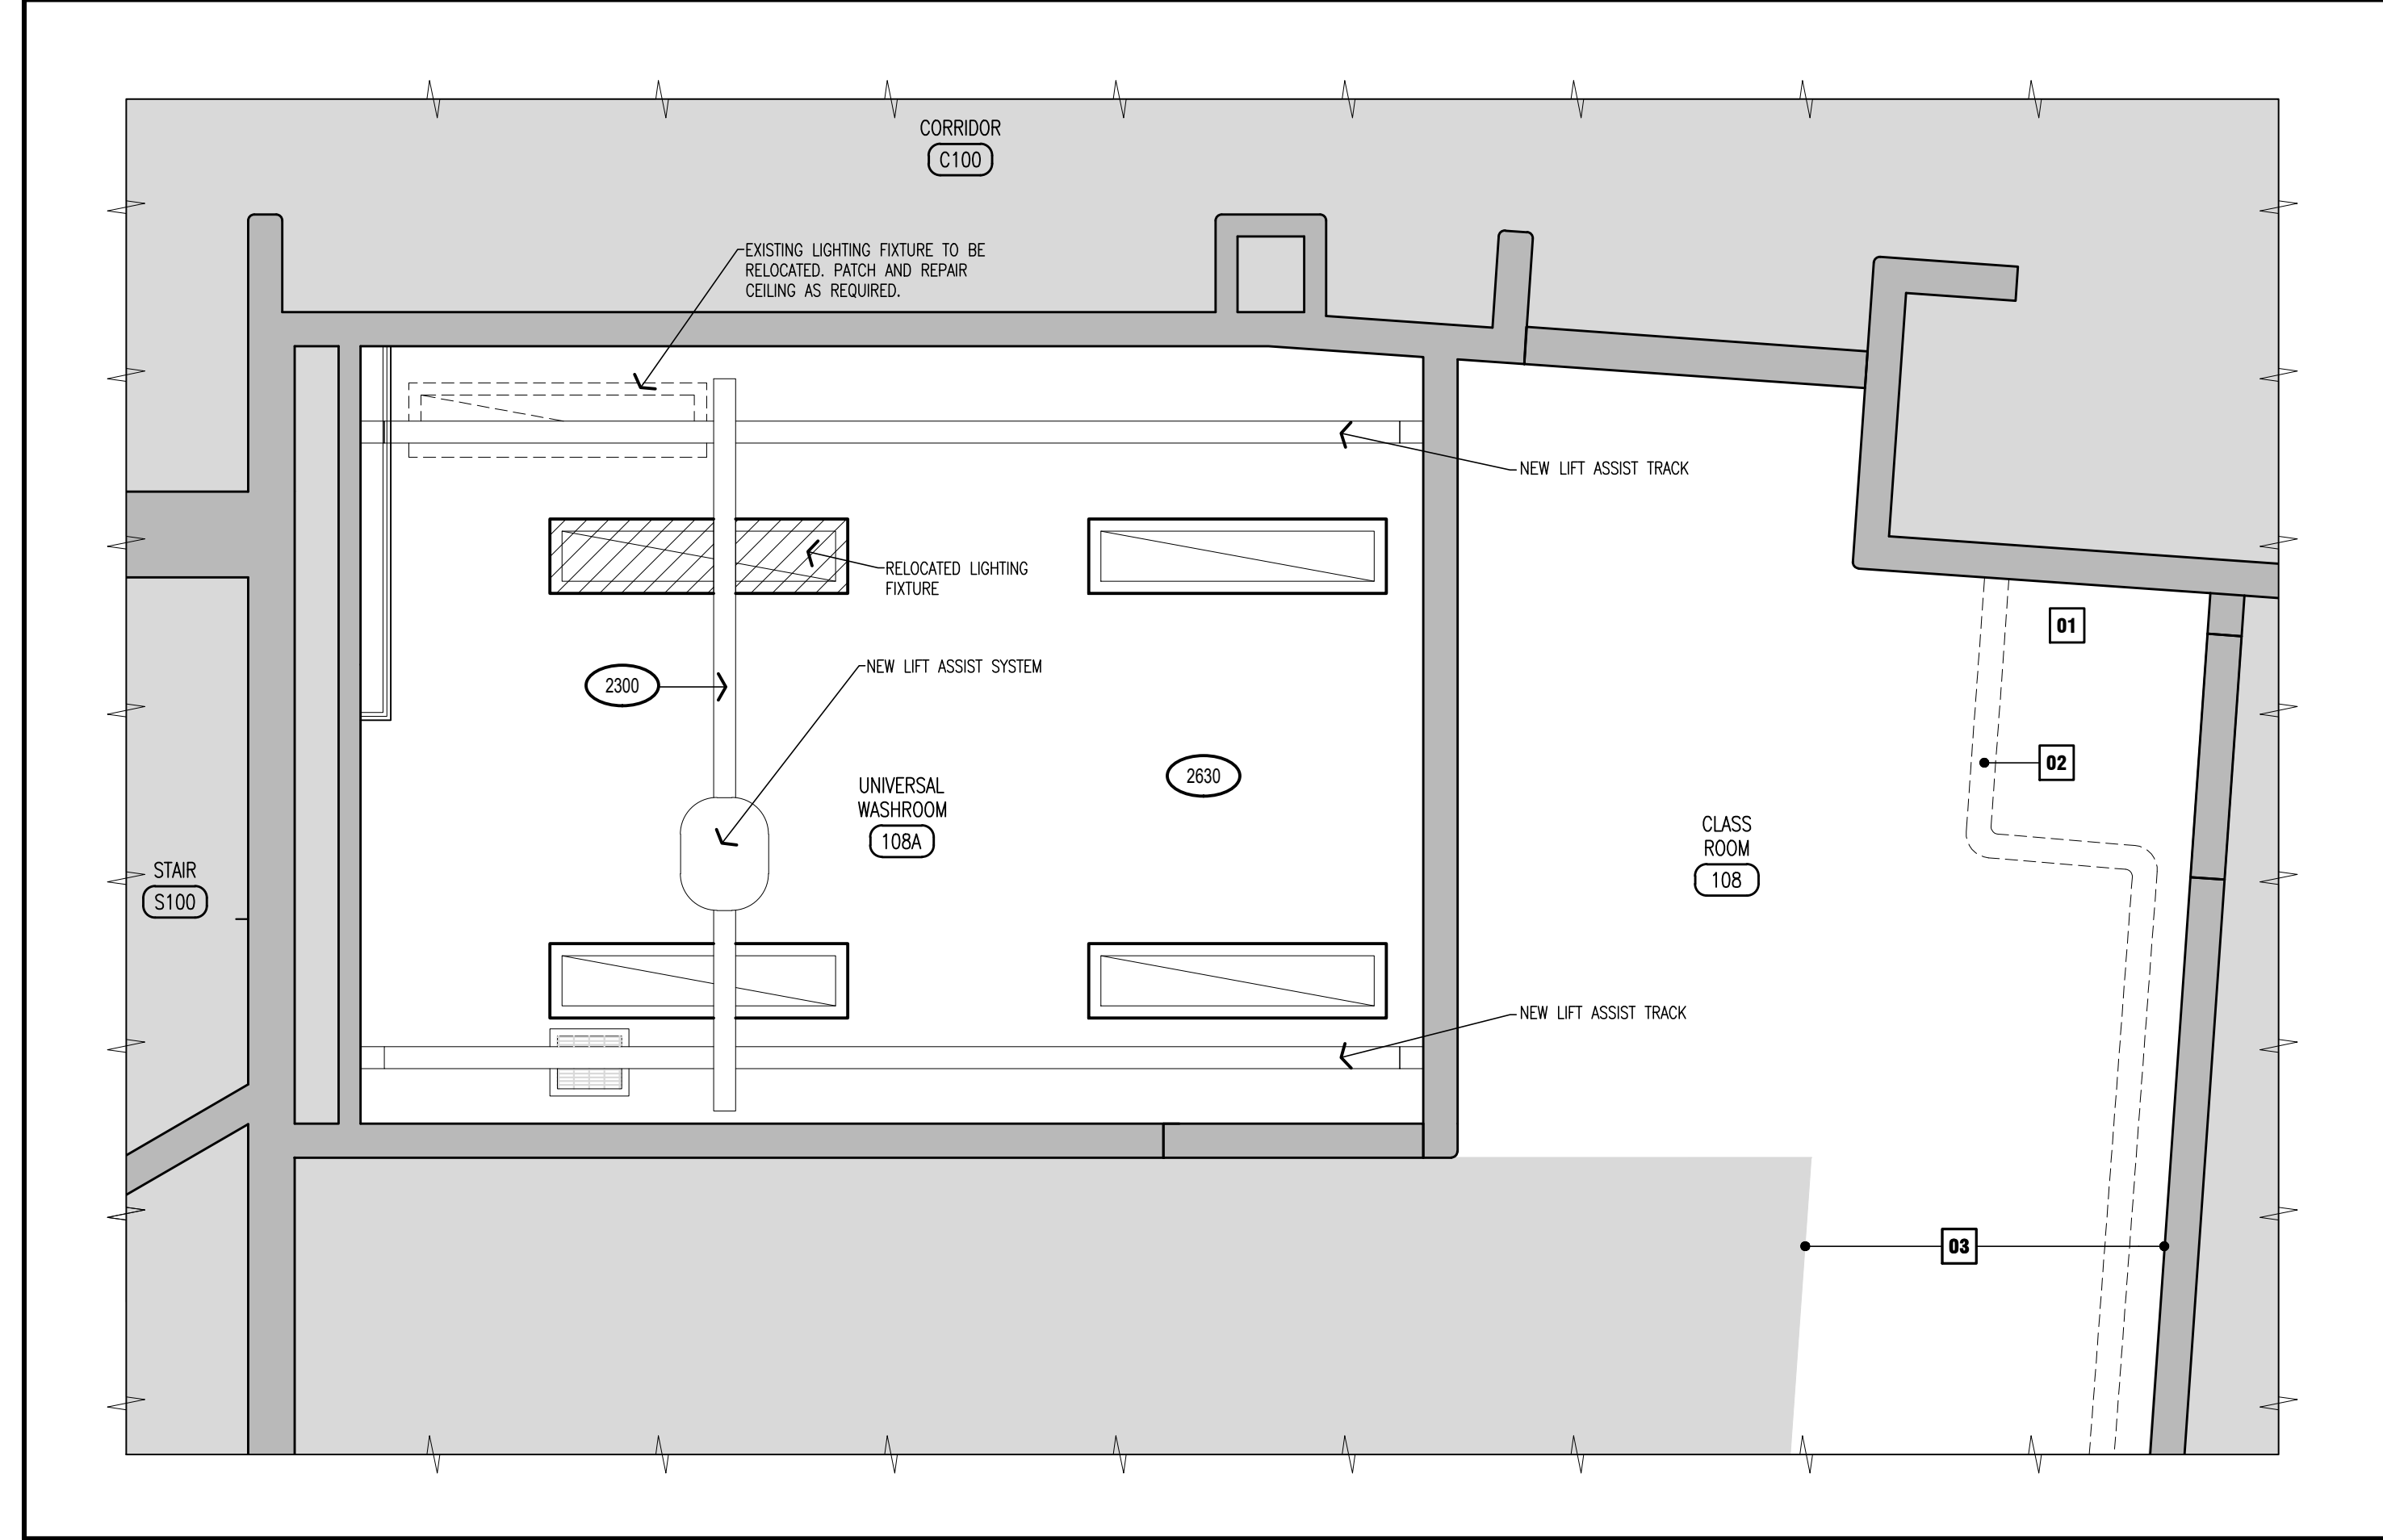 CORRIDOR
C100
EXISTING LIGHTING FIXTURE TO BE
RELOCATED. PATCH AND REPAIR
CEILING AS REQUIRED.
NEW LIFT ASSIST TRACK
RELOCATED LIGHTING
FIXTURE
01
NEW LIFT ASSIST SYSTEM
2300
02
2630
UNIVERSAL
WASHROOM
108A
CLASS
ROOM
108
STAIR
S100
NEW LIFT ASSIST TRACK
03